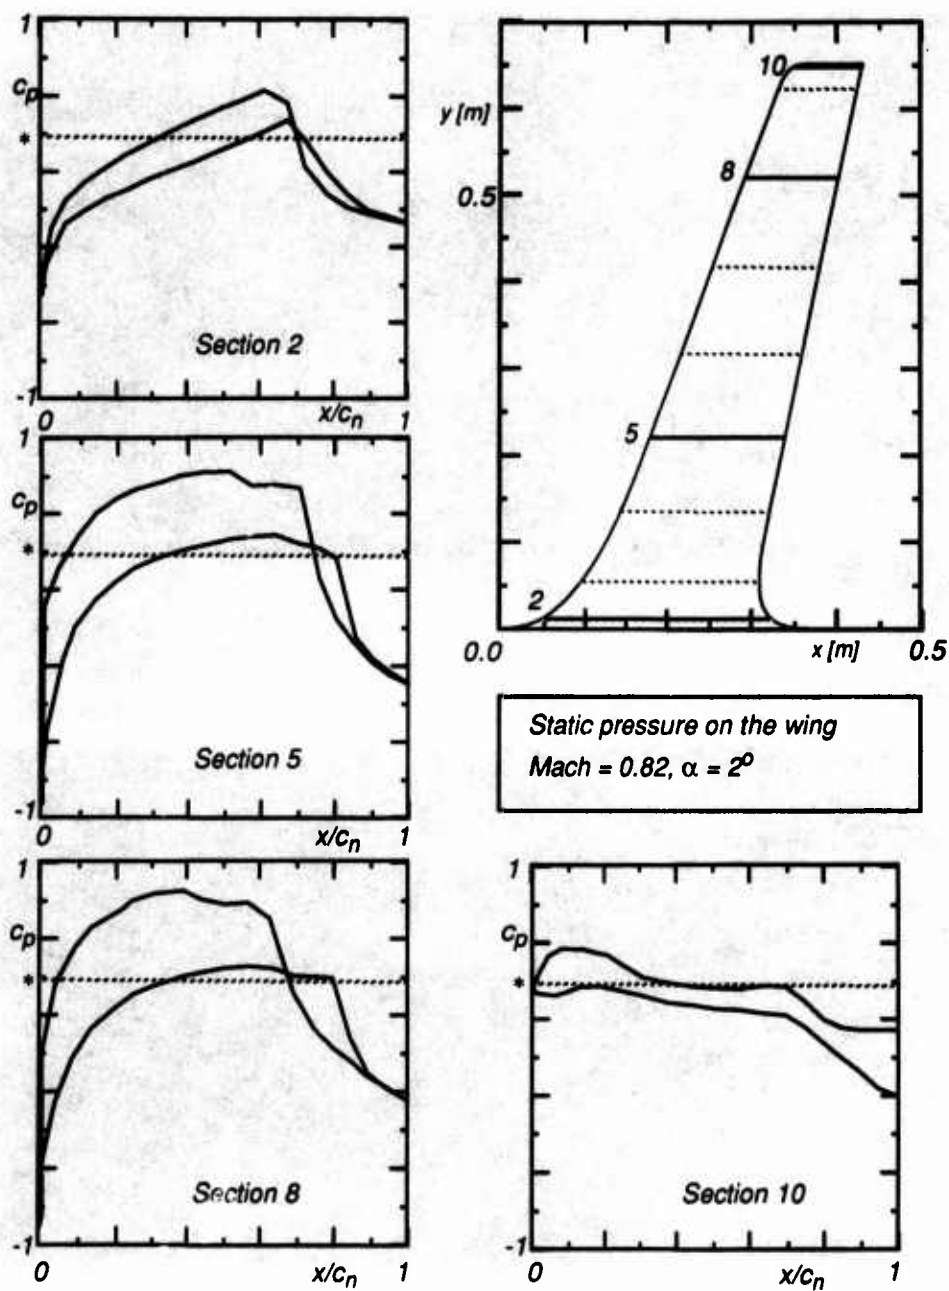 1
c_p
*
Section 2
-1
0
x/c_n
1
10
y [m]
8
0.5
5
2
0.0
x [m]
0.5
1
c_p
*
Section 5
-1
0
x/c_n
1
Static pressure on the wing
Mach = 0.82, α = 2°
1
c_p
*
Section 8
-1
0
x/c_n
1
1
c_p
*
Section 10
-1
0
x/c_n
1